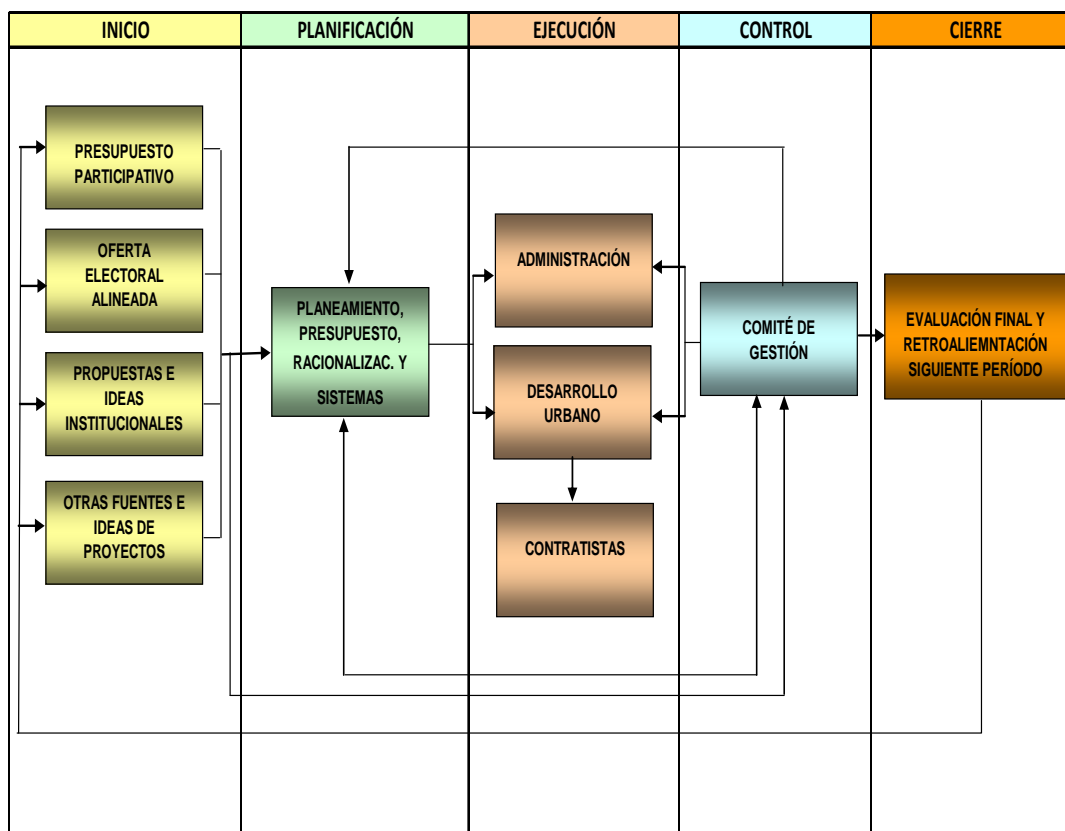 INICIO
PLANIFICACIÓN
EJECUCIÓN
CONTROL
CIERRE
PRESUPUESTO
PARTICIPATIVO
OFERTA
ELECTORAL
ALINEADA
PROPUESTAS E
IDEAS
INSTITUCIONALES
OTRAS FUENTES E
IDEAS DE
PROYECTOS
PLANEAMIENTO,
PRESUPUESTO,
RACIONALIZAC. Y
SISTEMAS
ADMINISTRACIÓN
DESARROLLO
URBANO
CONTRATISTAS
COMITÉ DE
GESTIÓN
EVALUACIÓN FINAL Y
RETROALIEMNTACIÓN
SIGUIENTE PERÍODO